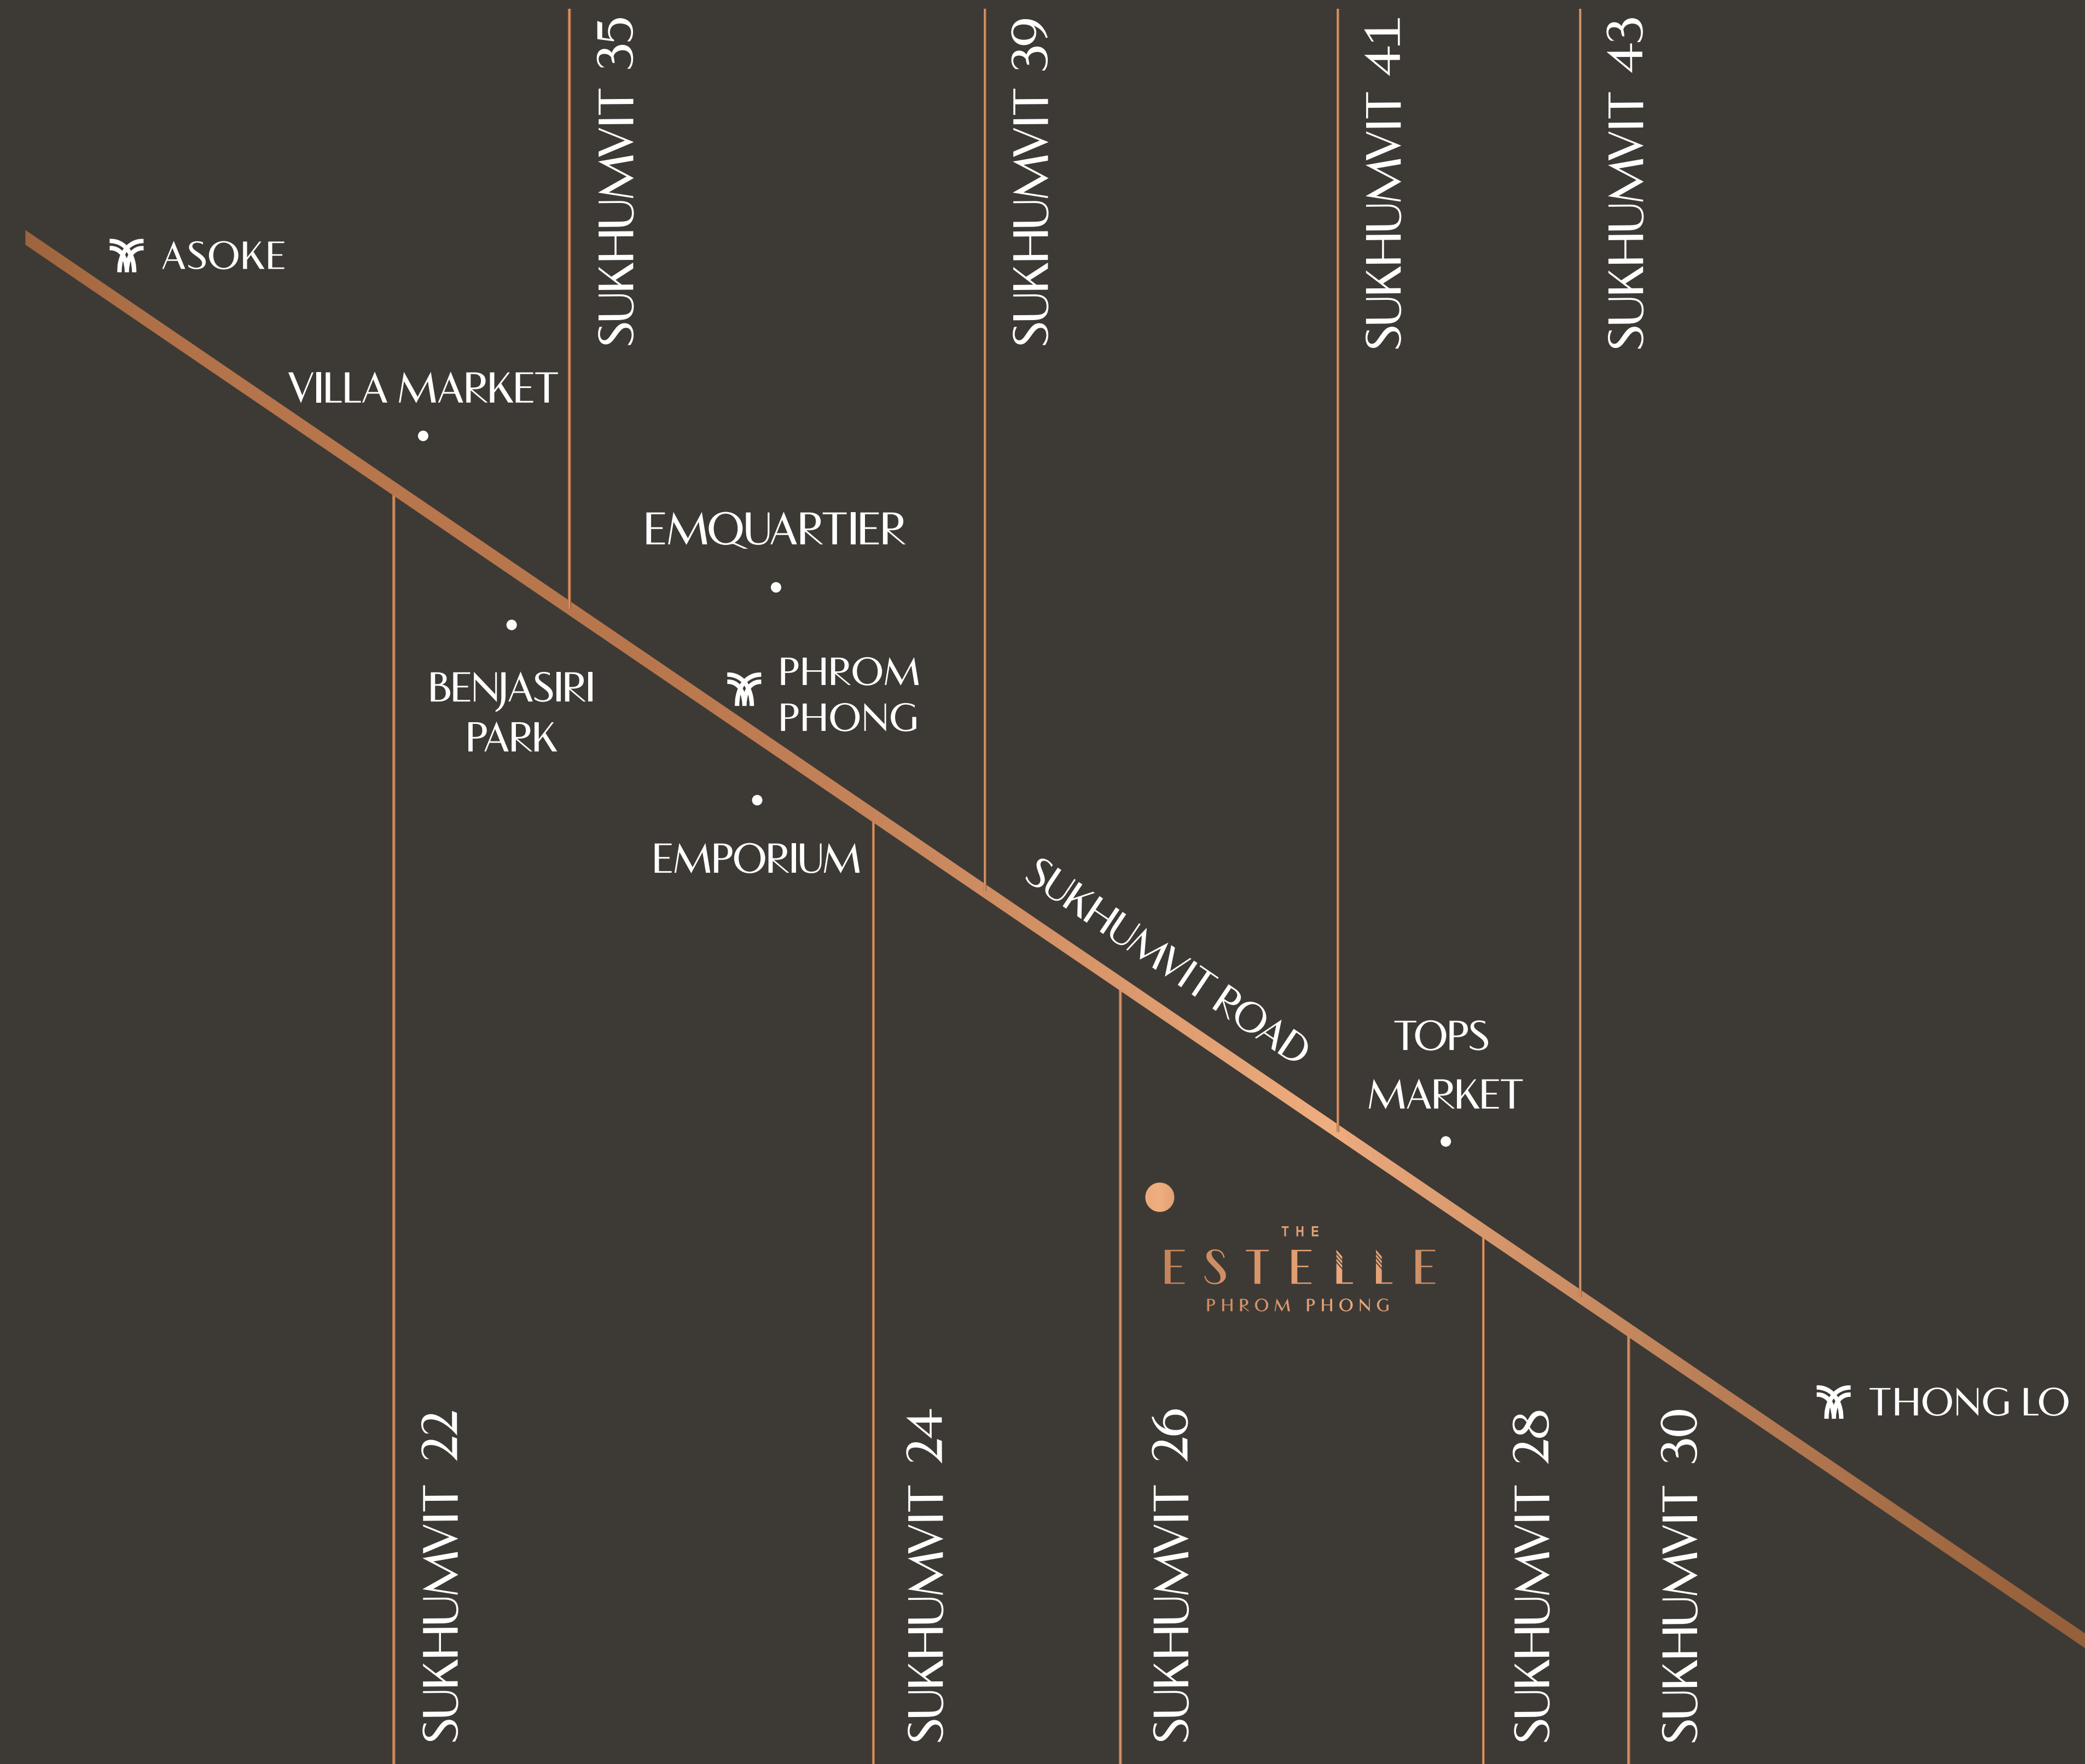 SUKHUMVIT 35
SUKHUMVIT 39
SUKHUMVIT 41
SUKHUMVIT 43
ASOKE
VILLA MARKET
EMQUARTIER
BENJASIRI
PARK
PHROM
PHONG
EMPORIUM
SUKHUMVIT ROAD
TOPS
MARKET
THE
ESTELLE
PHROM PHONG
THONG LO
SUKHUMVIT 22
SUKHUMVIT 24
SUKHUMVIT 26
SUKHUMVIT 28
SUKHUMVIT 30